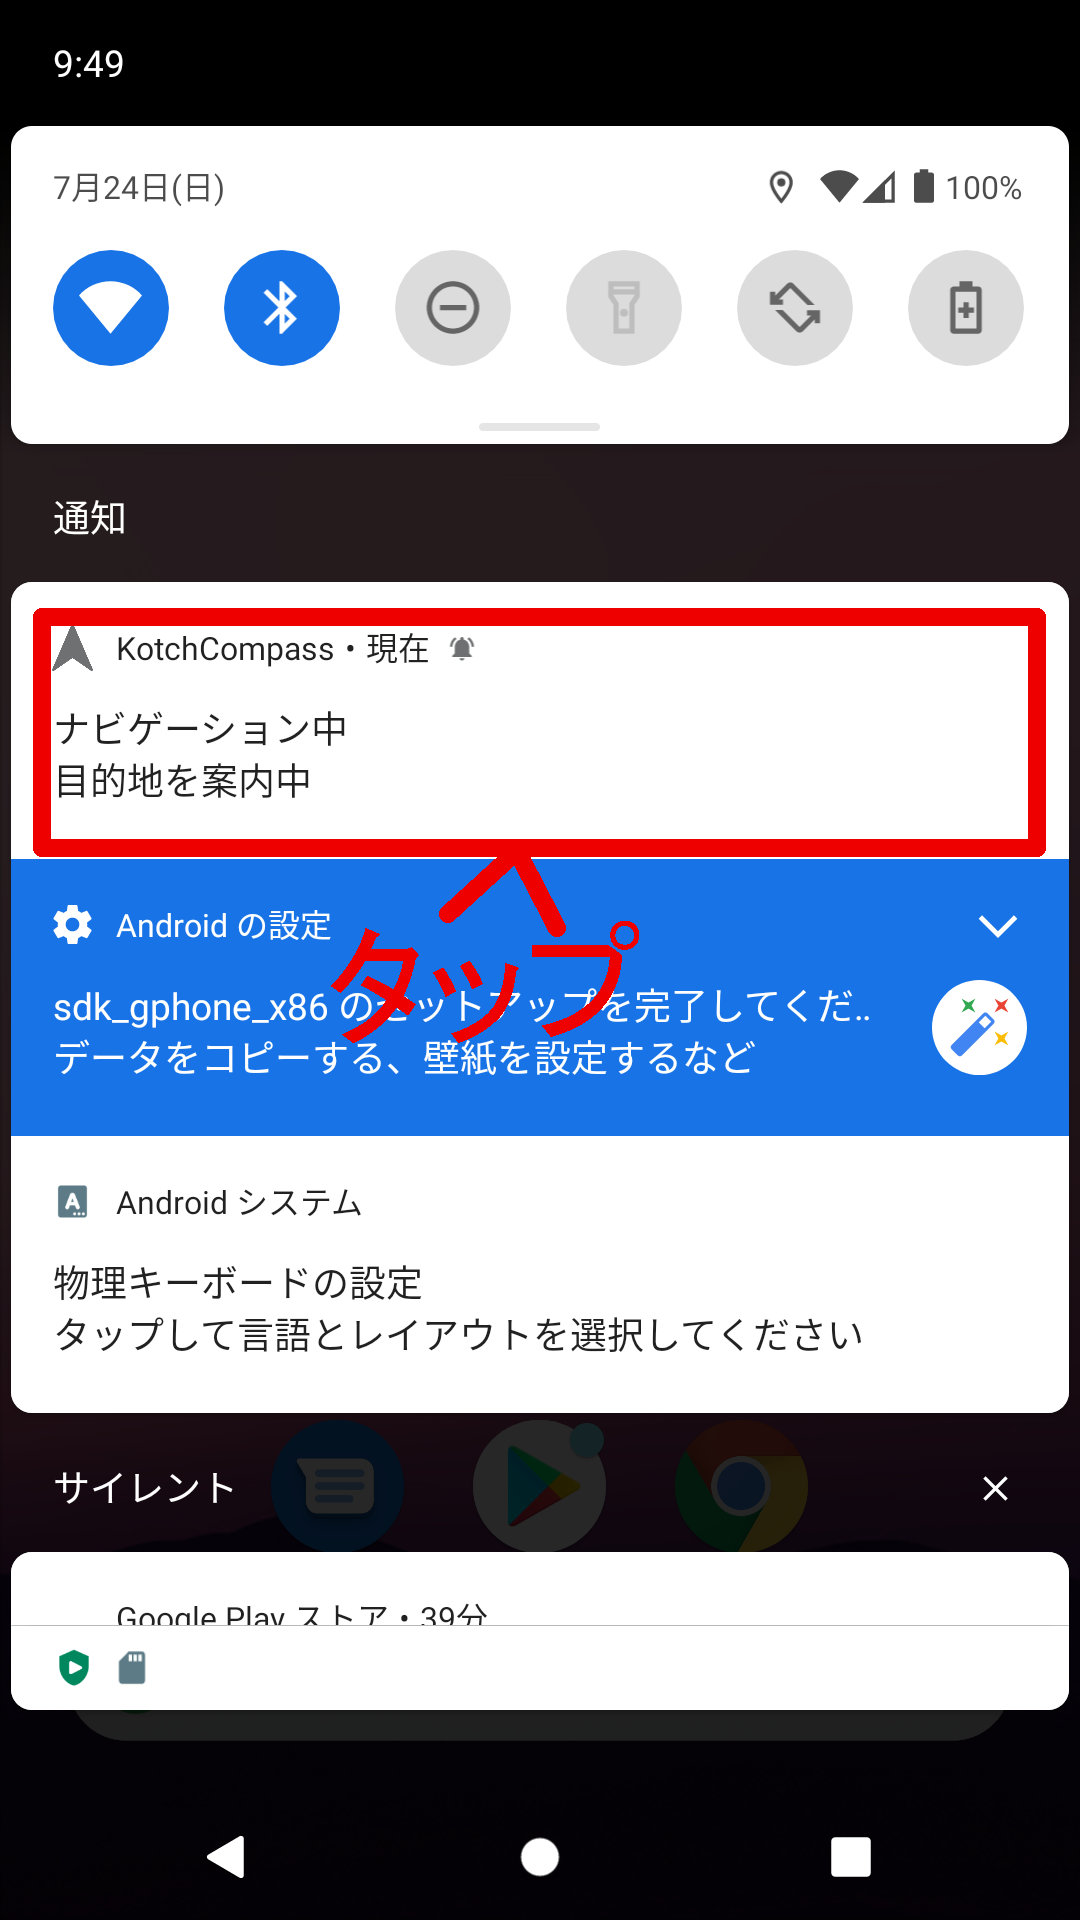 9:49
7月24日(日)
100%
通知
KotchCompass・現在
ナビゲーション中
目的地を案内中
Android の設定
タップ
sdk_gphone_x86 のセットアップを完了してくだ..
データをコピーする、壁紙を設定するなど
Android システム
物理キーボードの設定
タップして言語とレイアウトを選択してください
サイレント
Google Play ストア・39分